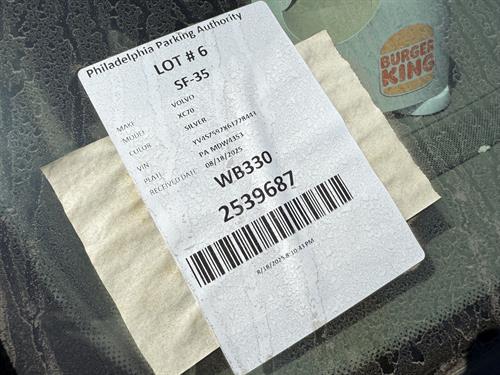 Philadelphia Parking Authority
LOT # 6
SF-35
MAKE VOLVO
MODEL XC70
COLOR SILVER
VIN YV4SZ592X61228443
PLATE PA MDW4353
RECEIVED DATE: 08/18/2025
WB330
2539687
8/18/2025 8:10:43 PM
BURGER
KING